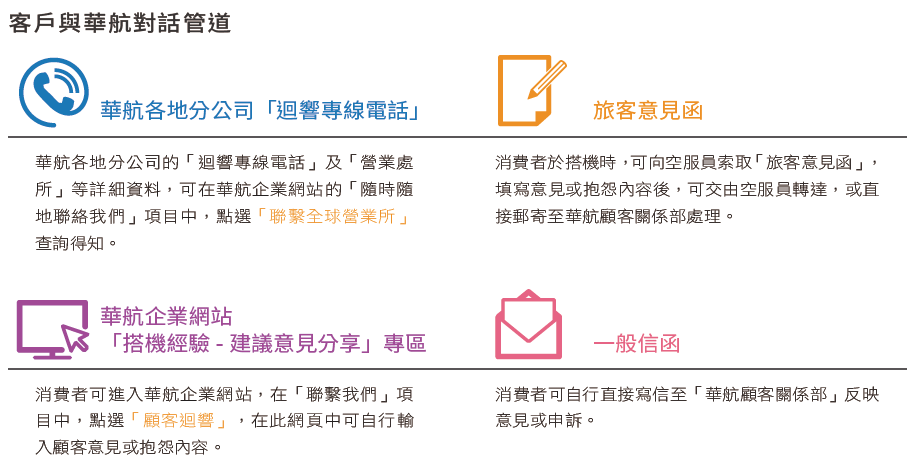 客戶與華航對話管道
華航各地分公司「迴響專線電話」
華航各地分公司的「迴響專線電話」及「營業處
所」等詳細資料，可在華航企業網站的「隨時隨
地聯絡我們」項目中，點選「聯繫全球營業所」
查詢得知。
旅客意見函
消費者於搭機時，可向空服員索取「旅客意見函」，
填寫意見或抱怨內容後，可交由空服員轉達，或直
接郵寄至華航顧客關係部處理。
華航企業網站
「搭機經驗 - 建議意見分享」專區
消費者可進入華航企業網站，在「聯繫我們」項
目中，點選「顧客迴響」，在此網頁中可自行輸
入顧客意見或抱怨內容。
一般信函
消費者可自行直接寫信至「華航顧客關係部」反映
意見或申訴。